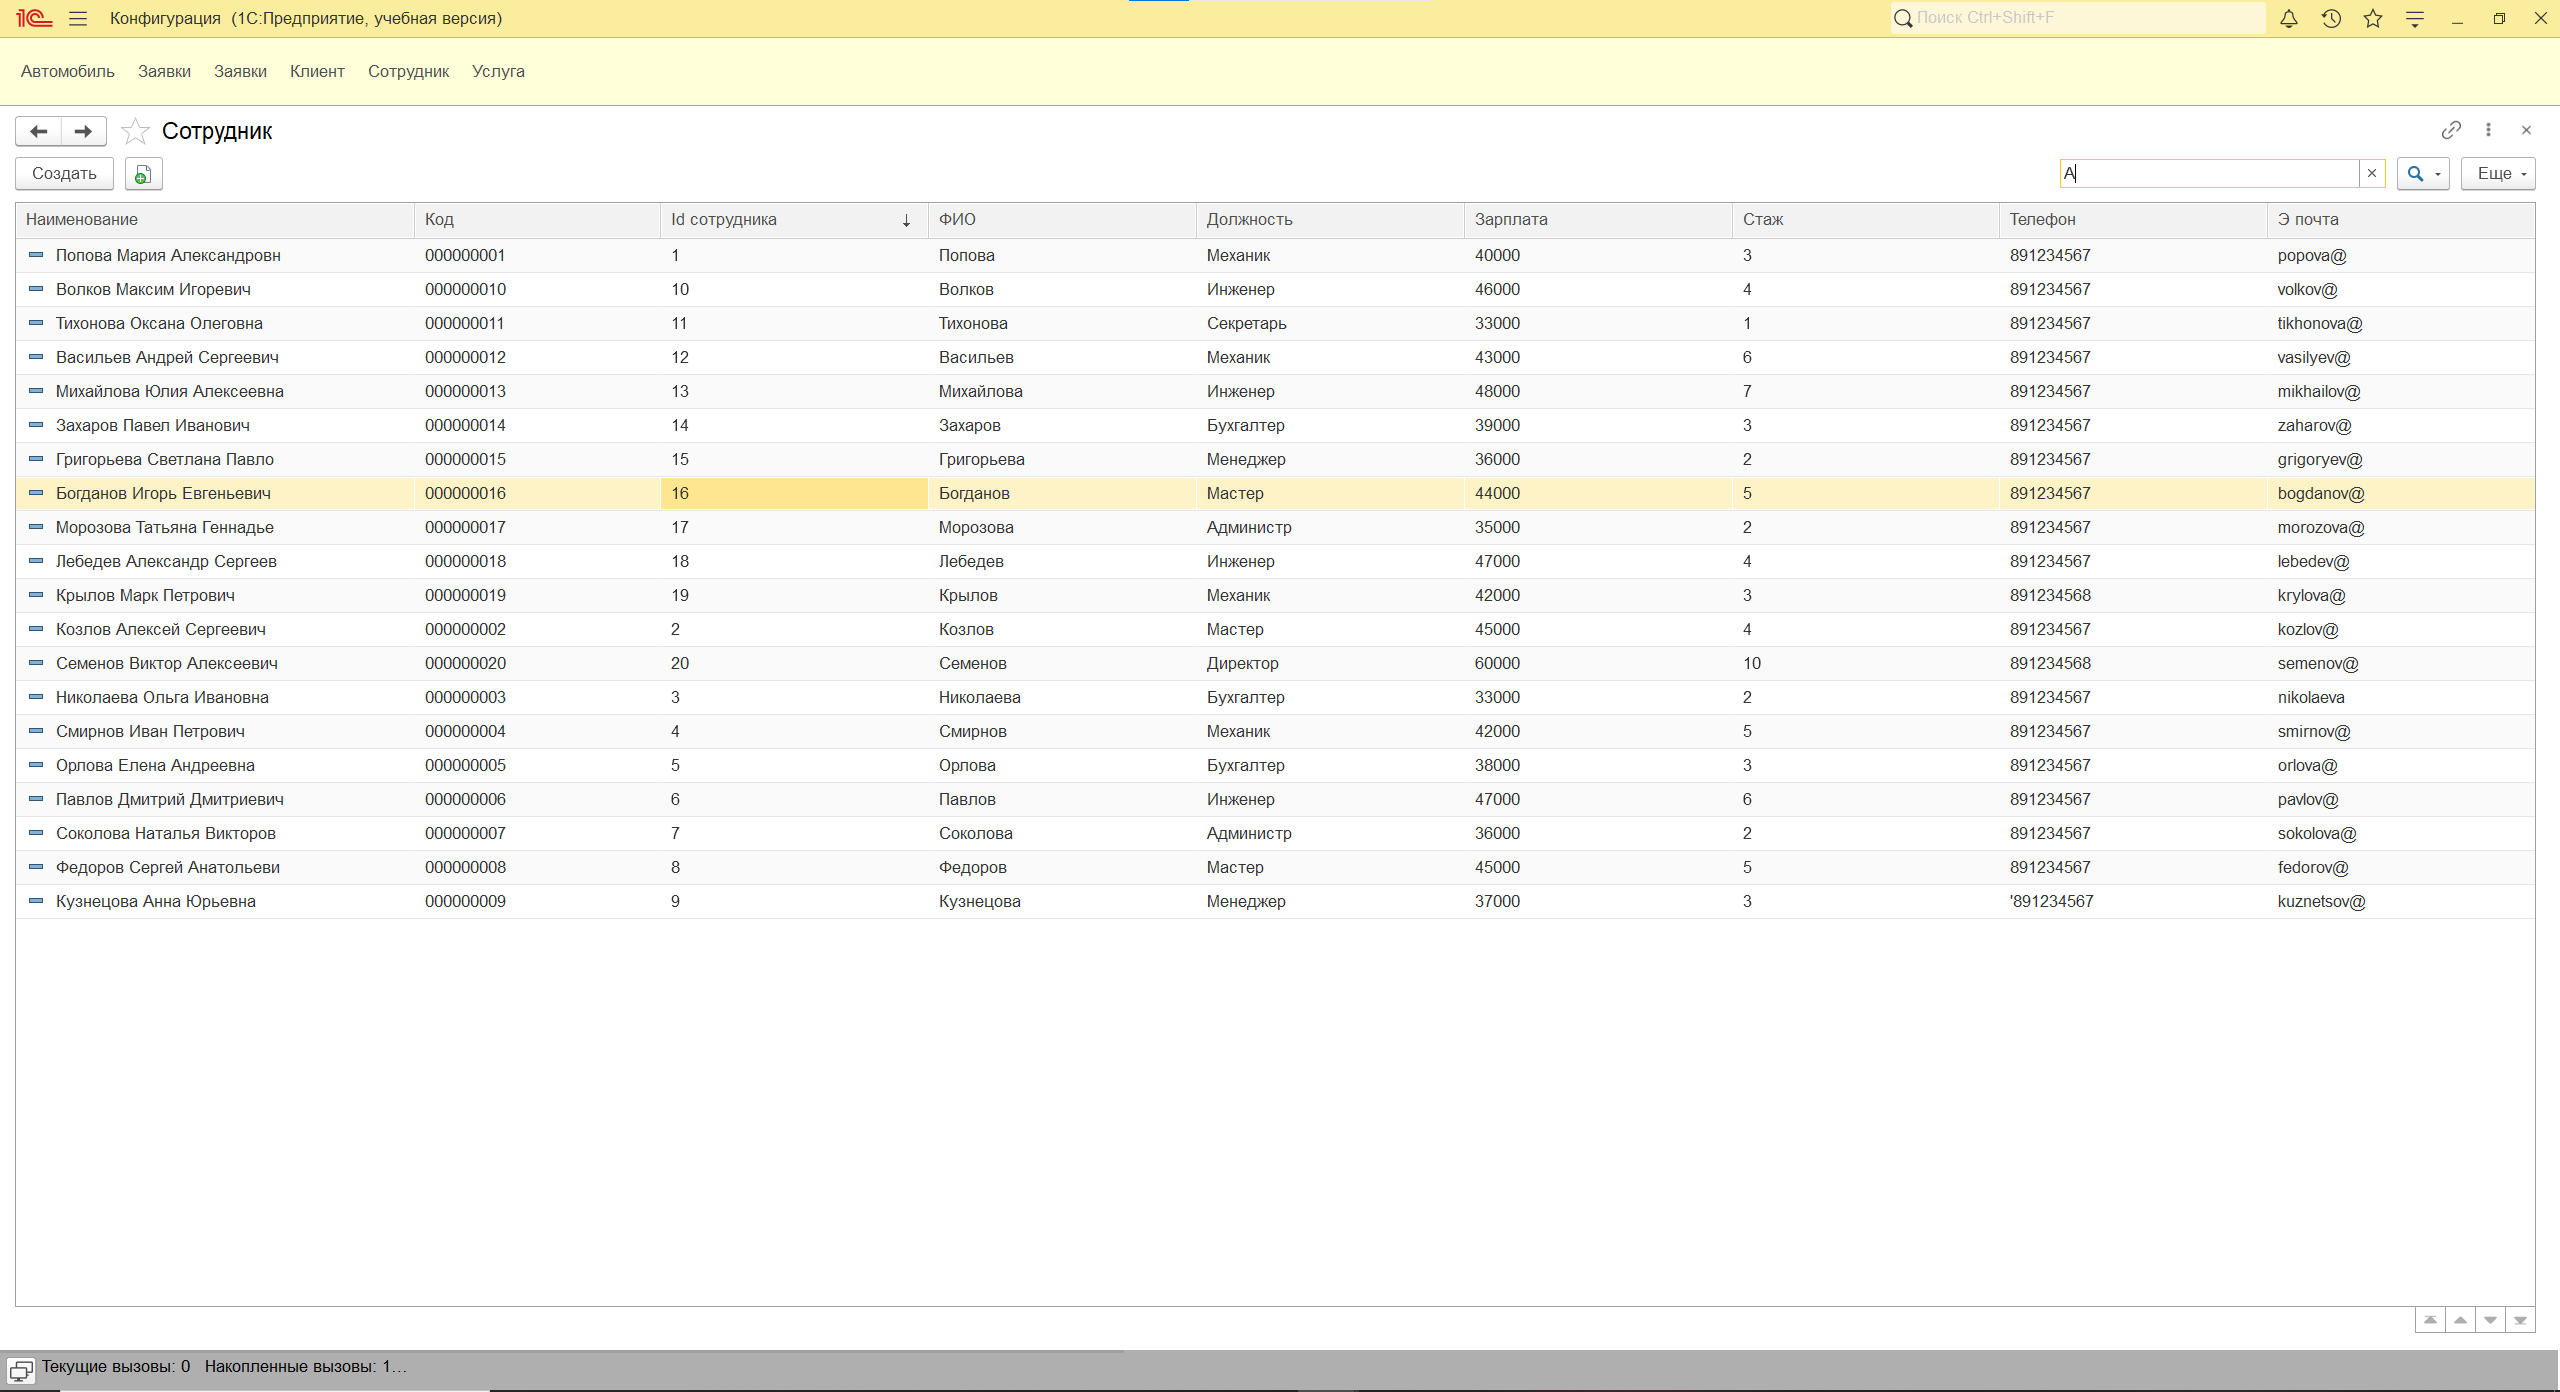 1С Конфигурация (1С:Предприятие, учебная версия) Поиск Ctrl+Shift+F
Автомобиль Заявки Заявки Клиент Сотрудник Услуга
Сотрудник
Создать А Еще
Наименование Код Id сотрудника ФИО Должность Зарплата Стаж Телефон Э почта
Попова Мария Александровн 000000001 1 Попова Механик 40000 3 891234567 popova@
Волков Максим Игоревич 000000010 10 Волков Инженер 46000 4 891234567 volkov@
Тихонова Оксана Олеговна 000000011 11 Тихонова Секретарь 33000 1 891234567 tikhonova@
Васильев Андрей Сергеевич 000000012 12 Васильев Механик 43000 6 891234567 vasilyev@
Михайлова Юлия Алексеевна 000000013 13 Михайлова Инженер 48000 7 891234567 mikhailov@
Захаров Павел Иванович 000000014 14 Захаров Бухгалтер 39000 3 891234567 zaharov@
Григорьева Светлана Павло 000000015 15 Григорьева Менеджер 36000 2 891234567 grigoryev@
Богданов Игорь Евгеньевич 000000016 16 Богданов Мастер 44000 5 891234567 bogdanov@
Морозова Татьяна Геннадье 000000017 17 Морозова Администр 35000 2 891234567 morozova@
Лебедев Александр Сергеев 000000018 18 Лебедев Инженер 47000 4 891234567 lebedev@
Крылов Марк Петрович 000000019 19 Крылов Механик 42000 3 891234568 krylova@
Козлов Алексей Сергеевич 000000002 2 Козлов Мастер 45000 4 891234567 kozlov@
Семенов Виктор Алексеевич 000000020 20 Семенов Директор 60000 10 891234568 semenov@
Николаева Ольга Ивановна 000000003 3 Николаева Бухгалтер 33000 2 891234567 nikolaeva
Смирнов Иван Петрович 000000004 4 Смирнов Механик 42000 5 891234567 smirnov@
Орлова Елена Андреевна 000000005 5 Орлова Бухгалтер 38000 3 891234567 orlova@
Павлов Дмитрий Дмитриевич 000000006 6 Павлов Инженер 47000 6 891234567 pavlov@
Соколова Наталья Викторов 000000007 7 Соколова Администр 36000 2 891234567 sokolova@
Федоров Сергей Анатольеви 000000008 8 Федоров Мастер 45000 5 891234567 fedorov@
Кузнецова Анна Юрьевна 000000009 9 Кузнецова Менеджер 37000 3 '891234567 kuznetsov@
Текущие вызовы: 0 Накопленные вызовы: 1...